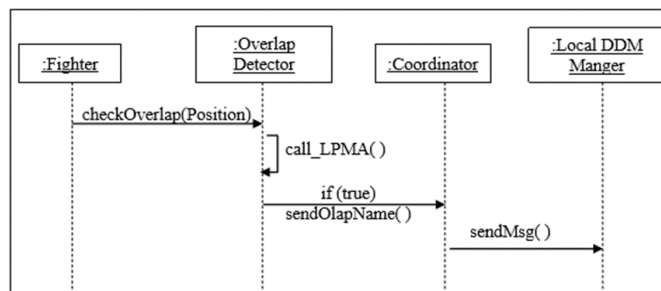 :Fighter
:Overlap
Detector
:Coordinator
:Local DDM
Manger
checkOverlap(Position)
call_LPMA( )
if (true)
sendOlapName( )
sendMsg( )